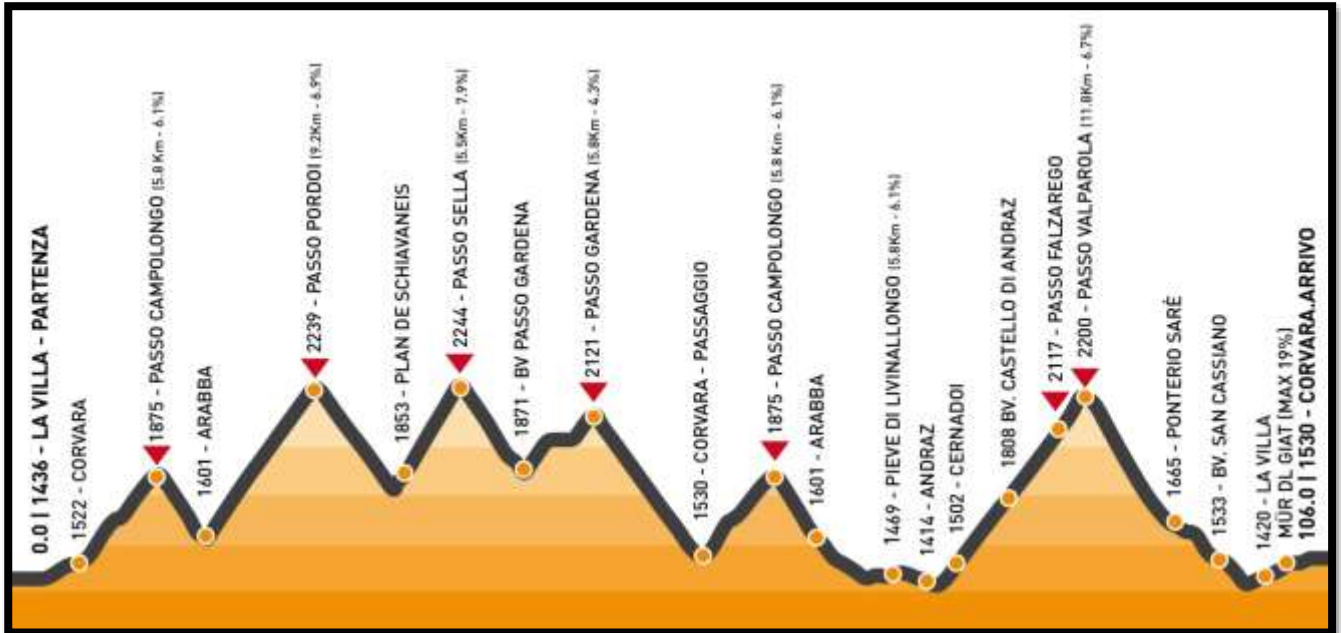 0.0 | 1436 - LA VILLA - PARTENZA
1522 - CORVARA
1875 - PASSO CAMPOLONGO (5.8 Km - 6.1%)
1601 - ARABBA
2239 - PASSO PORDOI (9.2Km - 6.9%)
1853 - PLAN DE SCHIAVANEIS
2244 - PASSO SELLA (5.5Km - 7.9%)
1871 - BV PASSO GARDENA
2121 - PASSO GARDENA (5.8Km - 4.3%)
1530 - CORVARA - PASSAGGIO
1875 - PASSO CAMPOLONGO (5.8 Km - 6.1%)
1601 - ARABBA
1469 - PIEVE DI LIVINALLONGO (5.8Km - 6.1%)
1414 - ANDRAZ
1502 - CERNADOI
1808 BV. CASTELLO DI ANDRAZ
2117 - PASSO FALZAREGO
2200 - PASSO VALPAROLA (11.8Km - 6.7%)
1665 - PONTERIO SARÈ
1533 - BV. SAN CASSIANO
1420 - LA VILLA
MÜR DL GIAT (MAX 19%)
106.0 | 1530 - CORVARA.ARRIVO